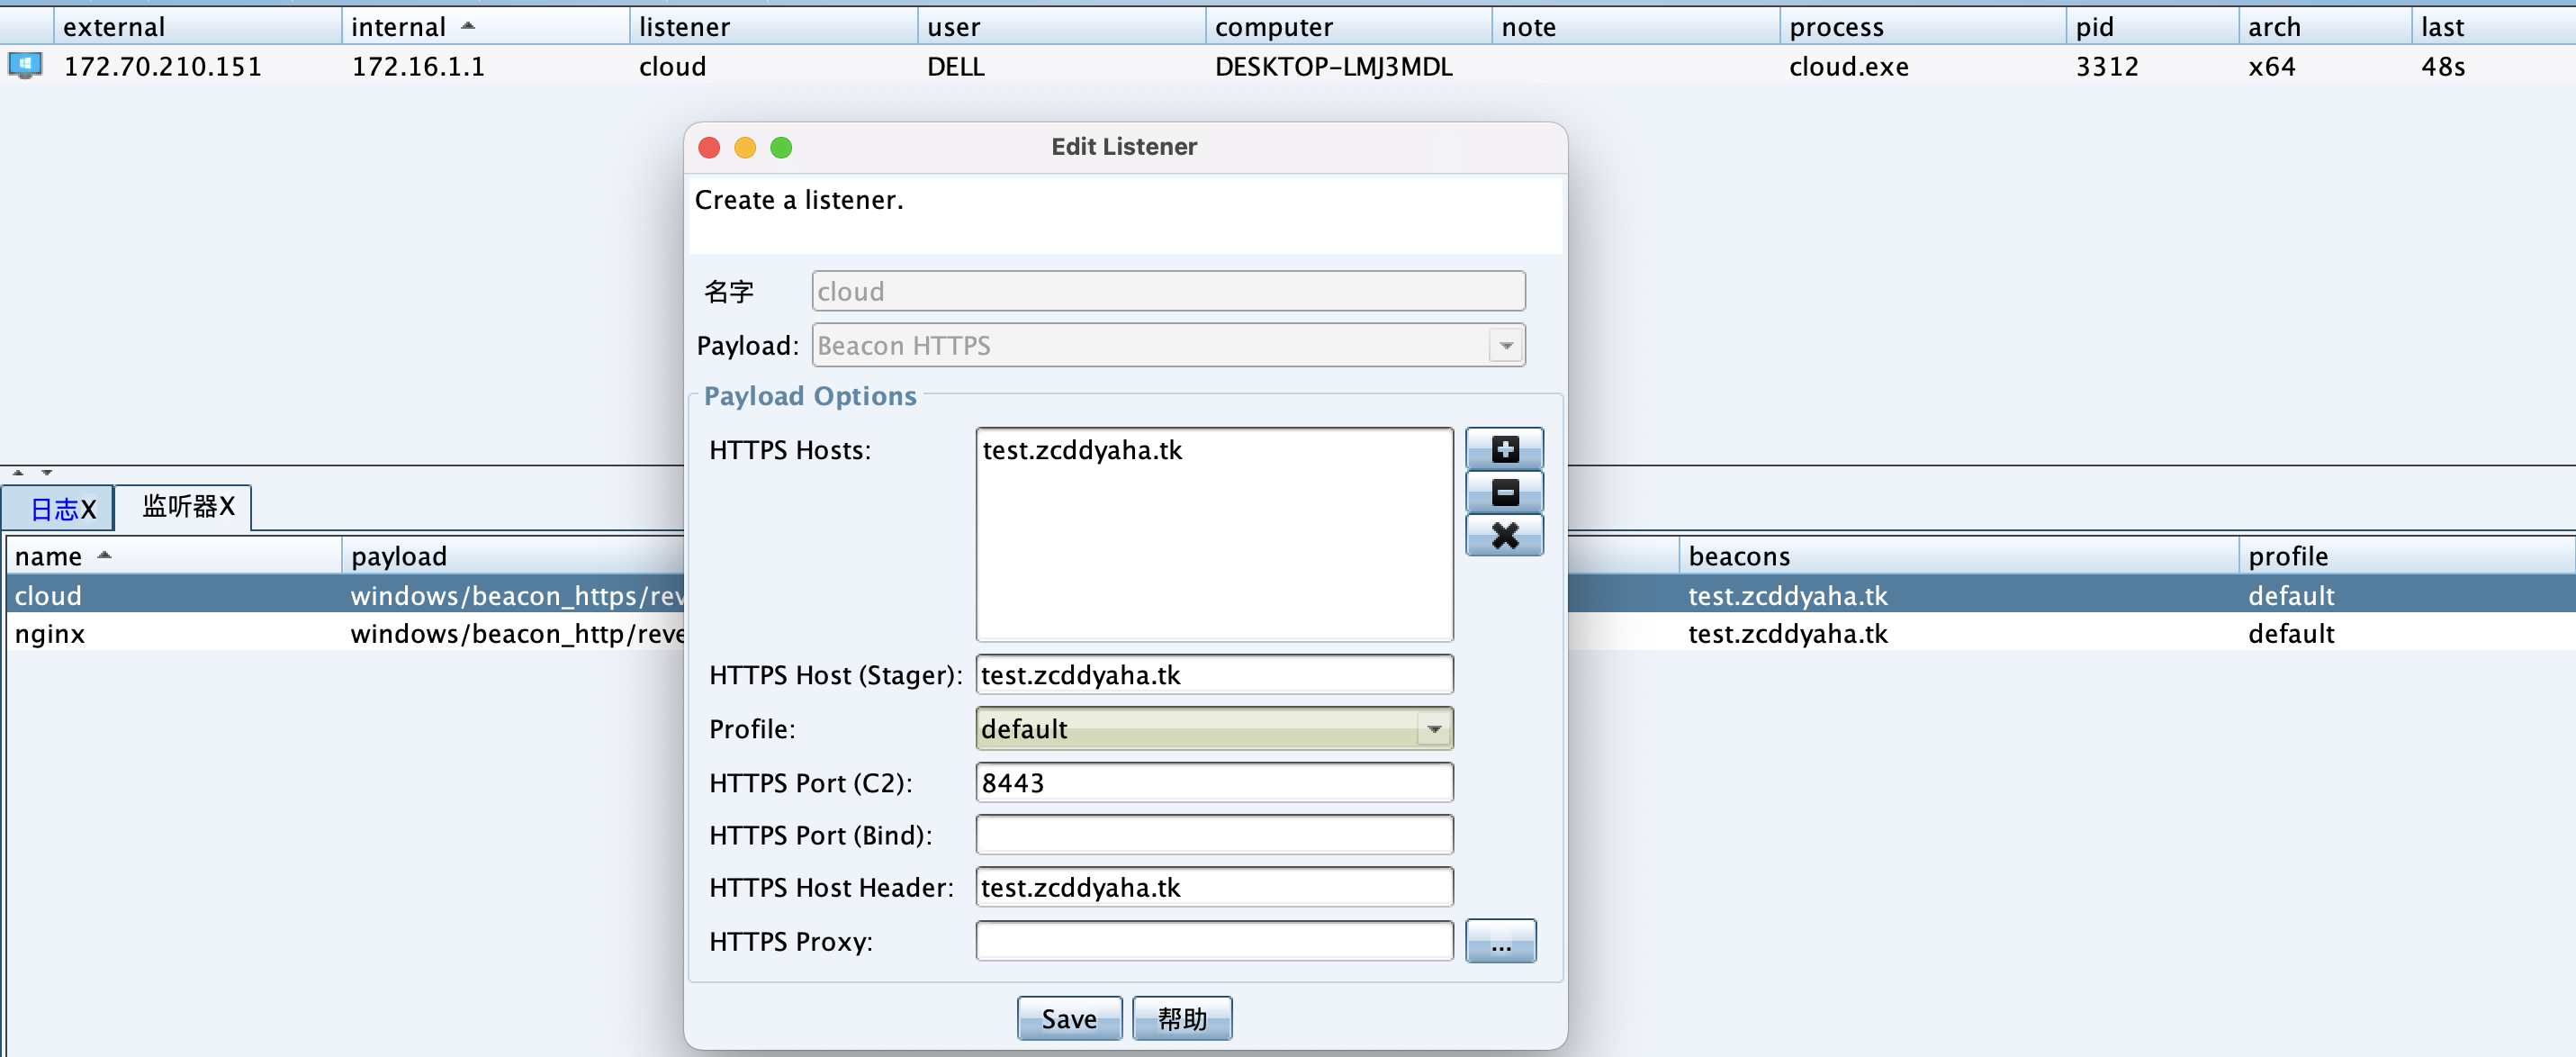 external internal listener user computer note process pid arch last
172.70.210.151 172.16.1.1 cloud DELL DESKTOP-LMJ3MDL cloud.exe 3312 x64 48s
Edit Listener
Create a listener.
名字 cloud
Payload: Beacon HTTPS
Payload Options
HTTPS Hosts: test.zcddyaha.tk
HTTPS Host (Stager): test.zcddyaha.tk
Profile: default
HTTPS Port (C2): 8443
HTTPS Port (Bind):
HTTPS Host Header: test.zcddyaha.tk
HTTPS Proxy: ...
Save 帮助
日志X 监听器X
name payload beacons profile
cloud windows/beacon_https/rev test.zcddyaha.tk default
nginx windows/beacon_http/reve test.zcddyaha.tk default